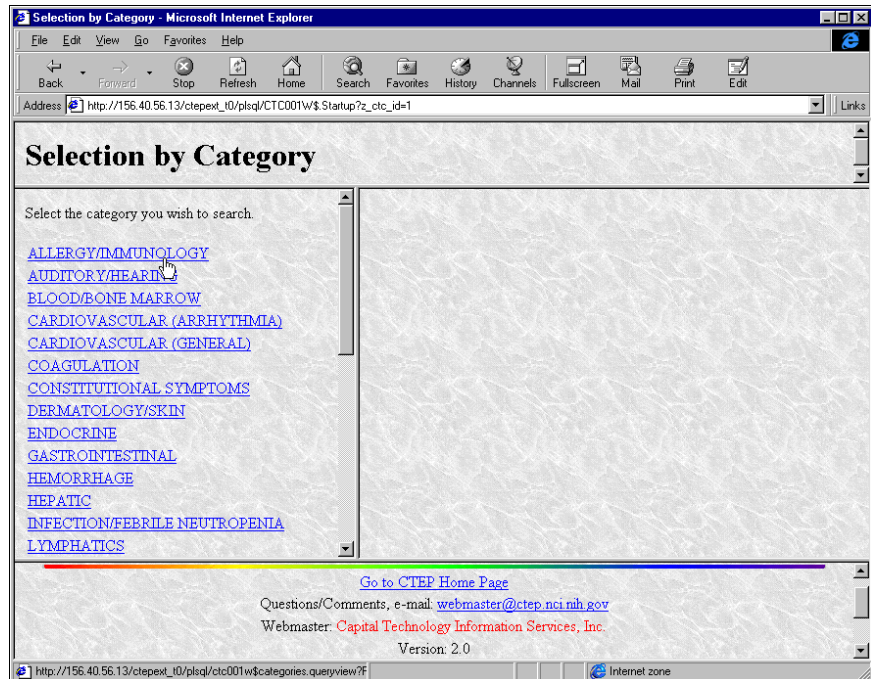 Selection by Category - Microsoft Internet Explorer
File Edit View Go Favorites Help
Back Forward Stop Refresh Home Search Favorites History Channels Fullscreen Mail Print Edit
Address http://156.40.56.13/ctepext_t0/plsql/CTC001W$.Startup?z_ctc_id=1 Links
Selection by Category
Select the category you wish to search.
ALLERGY/IMMUNOLOGY
AUDITORY/HEARING
BLOOD/BONE MARROW
CARDIOVASCULAR (ARRHYTHMIA)
CARDIOVASCULAR (GENERAL)
COAGULATION
CONSTITUTIONAL SYMPTOMS
DERMATOLOGY/SKIN
ENDOCRINE
GASTROINTESTINAL
HEMORRHAGE
HEPATIC
INFECTION/FEBRILE NEUTROPENIA
LYMPHATICS
Go to CTEP Home Page
Questions/Comments, e-mail: webmaster@ctep.nci.nih.gov
Webmaster: Capital Technology Information Services, Inc.
Version: 2.0
http://156.40.56.13/ctepext_t0/plsql/ctc001w$categories.queryview?F Internet zone